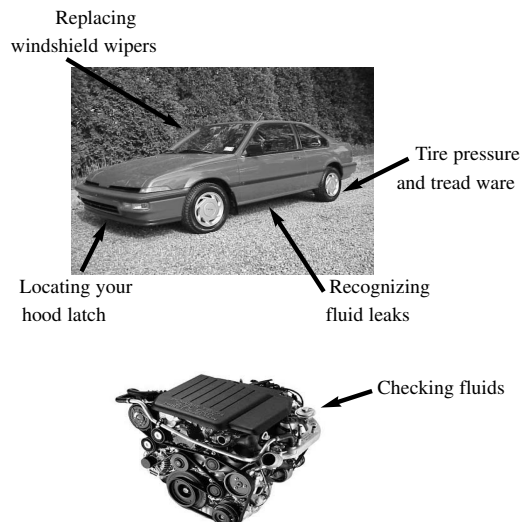 Replacing
windshield wipers
Tire pressure
and tread ware
Locating your
hood latch
Recognizing
fluid leaks
Checking fluids